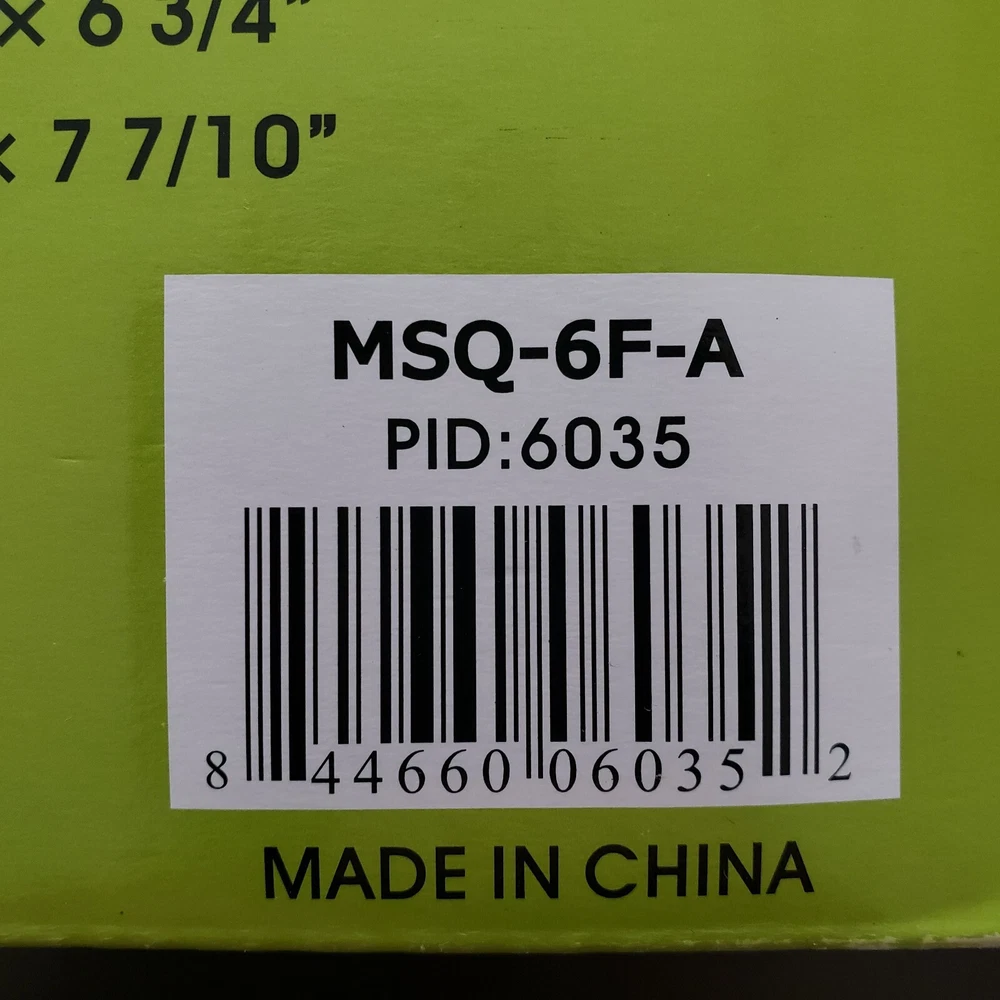 × 6 3/4”
× 7 7/10”
MSQ-6F-A
PID:6035
8 44660 06035 2
MADE IN CHINA